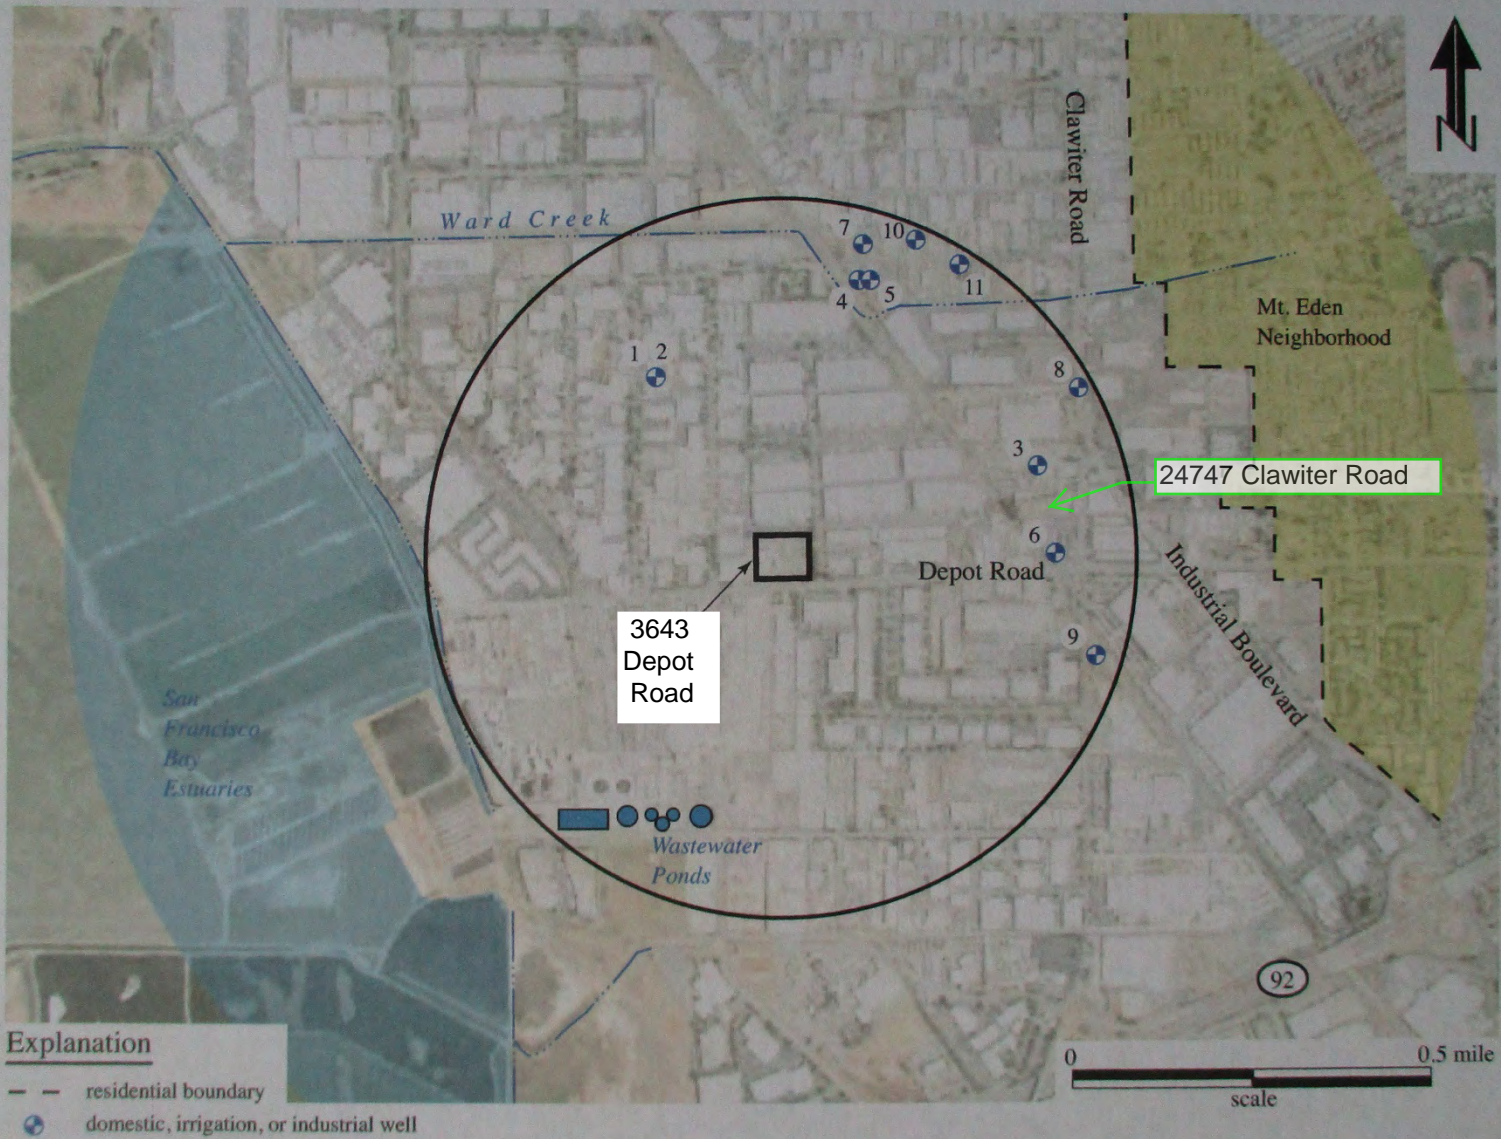 N
Clawiter Road
Ward Creek
7
10
11
4
5
Mt. Eden
Neighborhood
1
2
8
3
24747 Clawiter Road
6
Depot Road
Industrial Boulevard
3643
Depot
Road
9
San
Francisco
Bay
Estuaries
Wastewater
Ponds
92
Explanation
residential boundary
domestic, irrigation, or industrial well
0
0.5 mile
scale